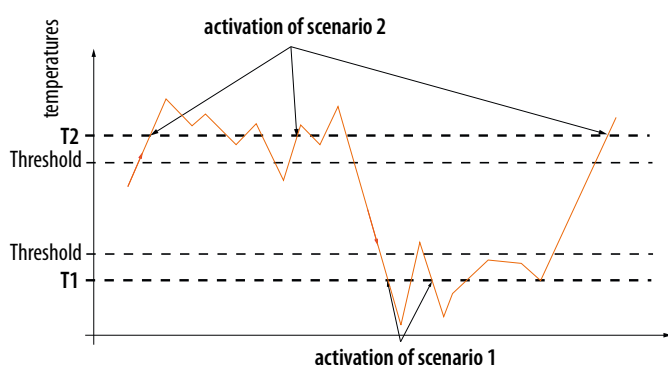 activation of scenario 2
temperatures
T2
Threshold
Threshold
T1
activation of scenario 1